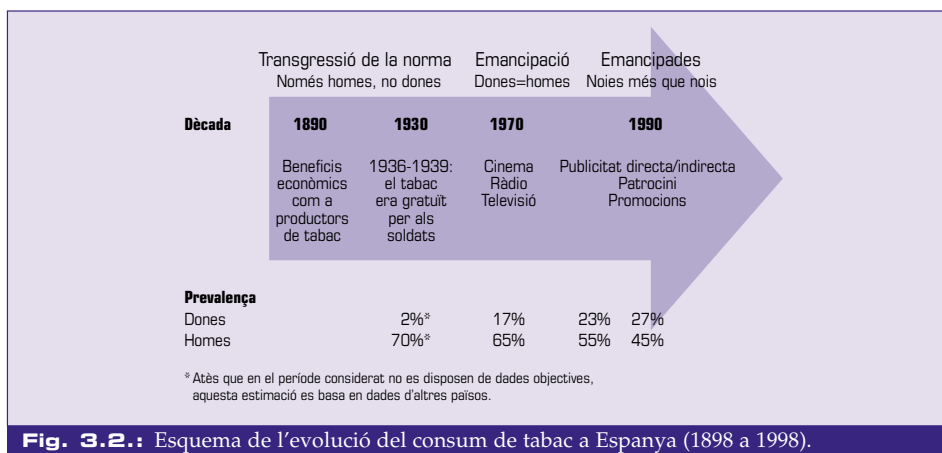 Transgressió de la norma Emancipació Emancipades
Només homes, no dones Dones=homes Noies més que nois
Dècada 1890 1930 1970 1990
Beneficis 1936-1939: Cinema Publicitat directa/indirecta
econòmics el tabac Ràdio Patrocini
com a era gratuït Televisió Promocions
productors per als
de tabac soldats
Prevalença
Dones 2%* 17% 23% 27%
Homes 70%* 65% 55% 45%
* Atès que en el període considerat no es disposen de dades objectives,
aquesta estimació es basa en dades d'altres països.
Fig. 3.2.: Esquema de l'evolució del consum de tabac a Espanya (1898 a 1998).